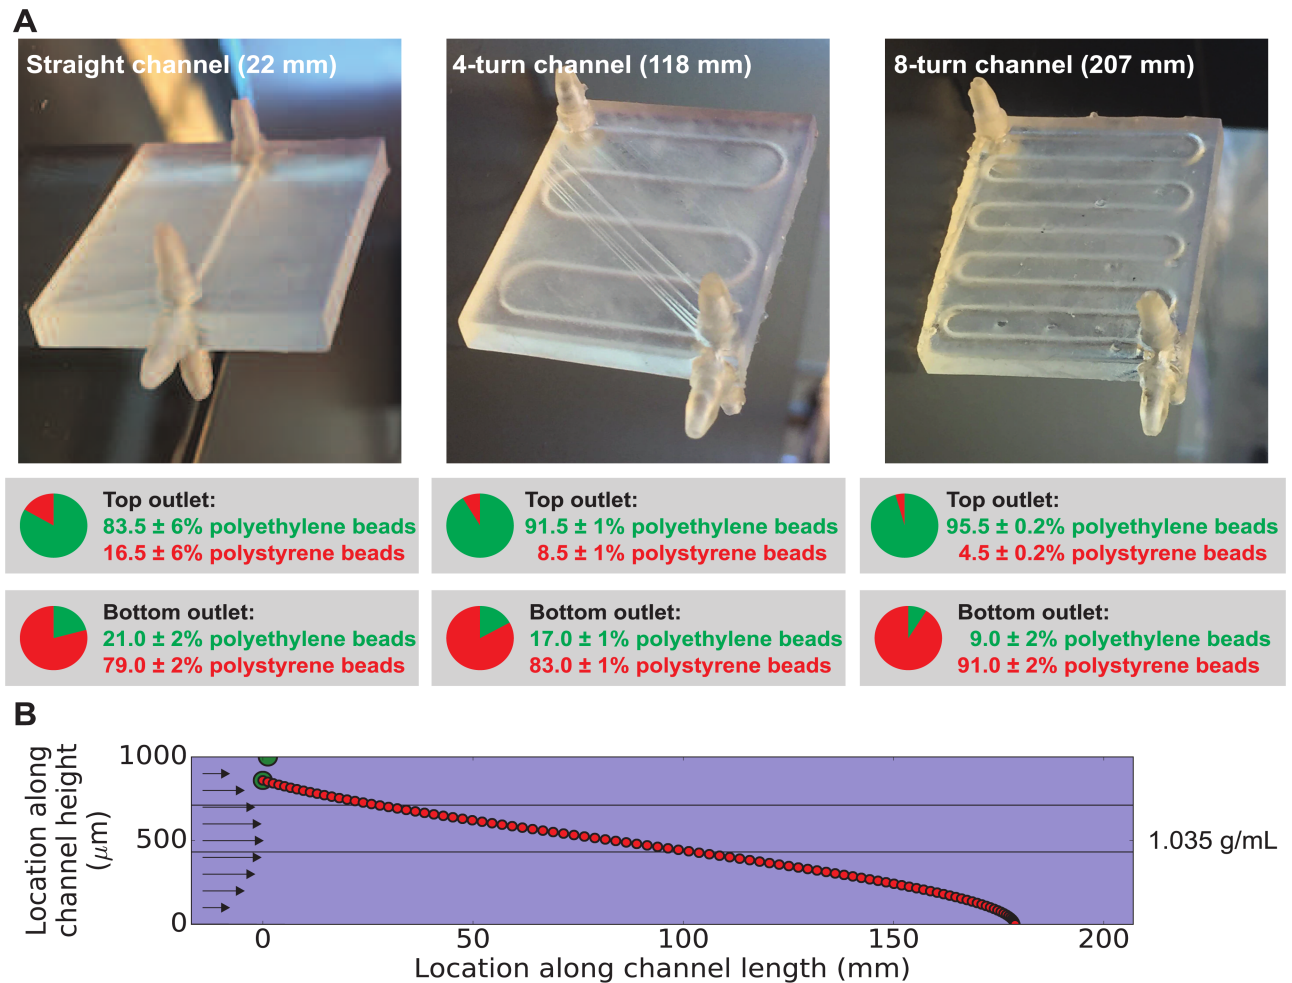 A
Straight channel (22 mm)
4-turn channel (118 mm)
8-turn channel (207 mm)
Top outlet:
83.5 ± 6% polyethylene beads
16.5 ± 6% polystyrene beads
Top outlet:
91.5 ± 1% polyethylene beads
8.5 ± 1% polystyrene beads
Top outlet:
95.5 ± 0.2% polyethylene beads
4.5 ± 0.2% polystyrene beads
Bottom outlet:
21.0 ± 2% polyethylene beads
79.0 ± 2% polystyrene beads
Bottom outlet:
17.0 ± 1% polyethylene beads
83.0 ± 1% polystyrene beads
Bottom outlet:
9.0 ± 2% polyethylene beads
91.0 ± 2% polystyrene beads
B
Location along
channel height
(μm)
1000
500
0
1.035 g/mL
0
50
100
150
200
Location along channel length (mm)